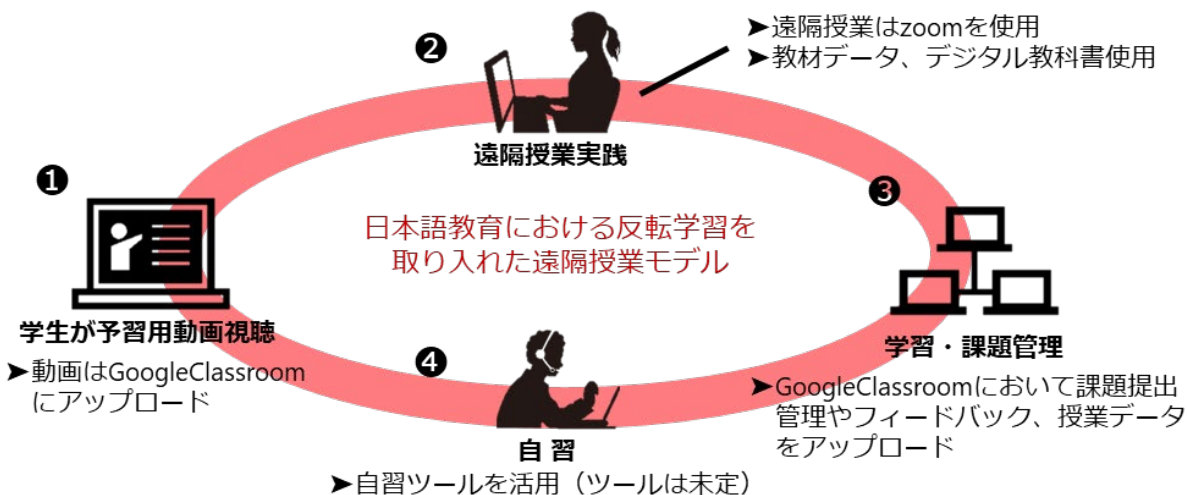 ❶
学生が予習用動画視聴
➤動画はGoogleClassroom
にアップロード
❷
遠隔授業実践
➤遠隔授業はzoomを使用
➤教材データ、デジタル教科書使用
日本語教育における反転学習を
取り入れた遠隔授業モデル
❸
学習・課題管理
➤GoogleClassroomにおいて課題提出
管理やフィードバック、授業データ
をアップロード
❹
自 習
➤自習ツールを活用（ツールは未定）